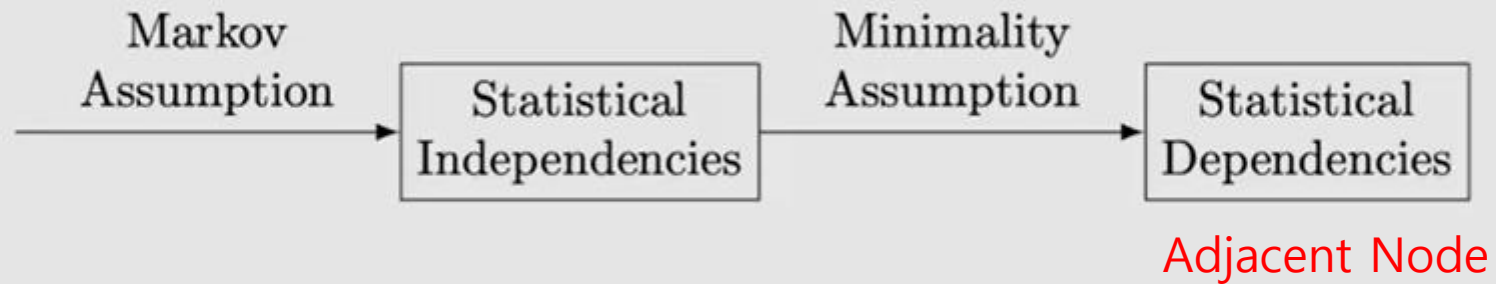 Markov
Assumption
Statistical
Independencies
Minimality
Assumption
Statistical
Dependencies
Adjacent Node